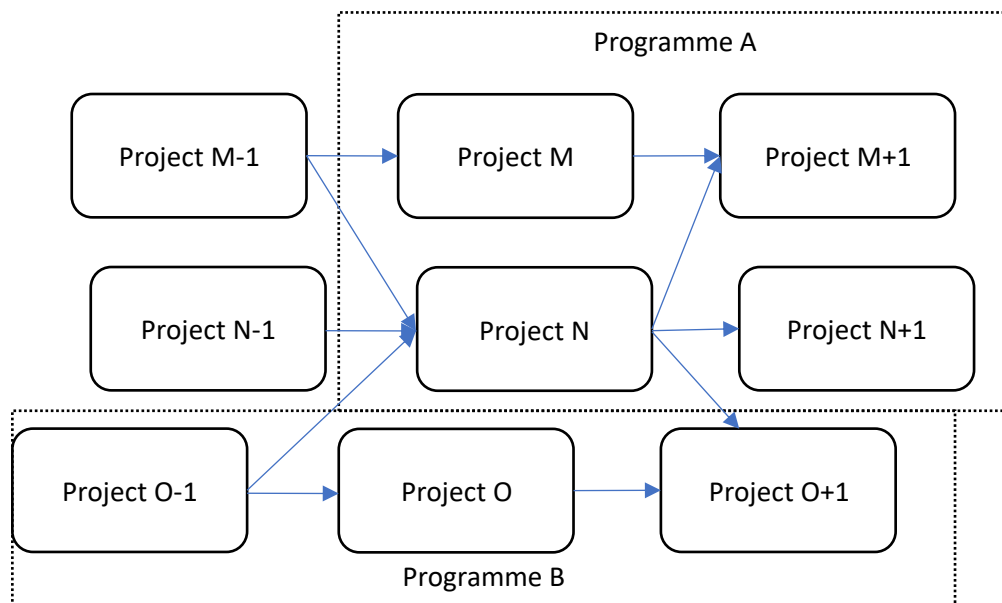 Programme A
Project M-1
Project M
Project M+1
Project N-1
Project N
Project N+1
Project O-1
Project O
Project O+1
Programme B